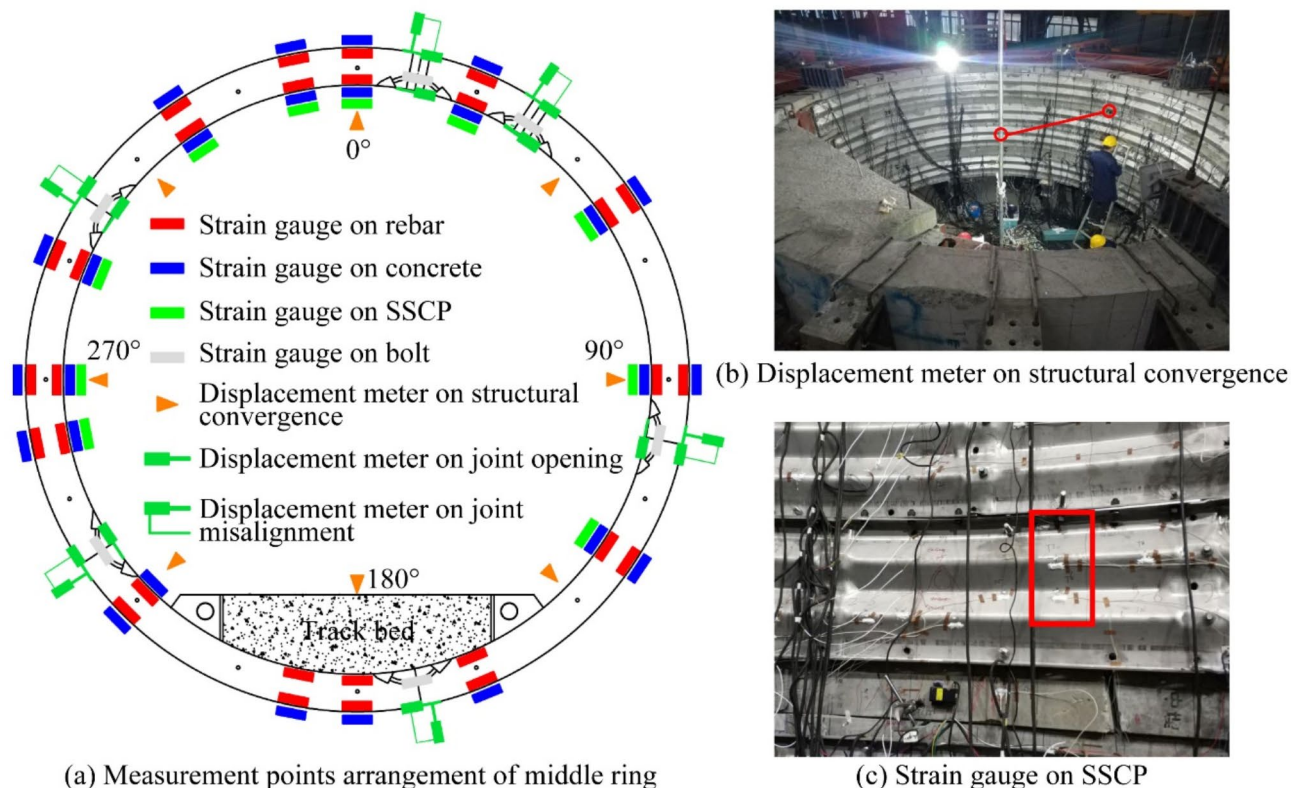 0°
Strain gauge on rebar
Strain gauge on concrete
Strain gauge on SSCP
270°
90°
Strain gauge on bolt
Displacement meter on structural
convergence
Displacement meter on joint opening
Displacement meter on joint
misalignment
180°
Track bed
(a) Measurement points arrangement of middle ring
(b) Displacement meter on structural convergence
(c) Strain gauge on SSCP